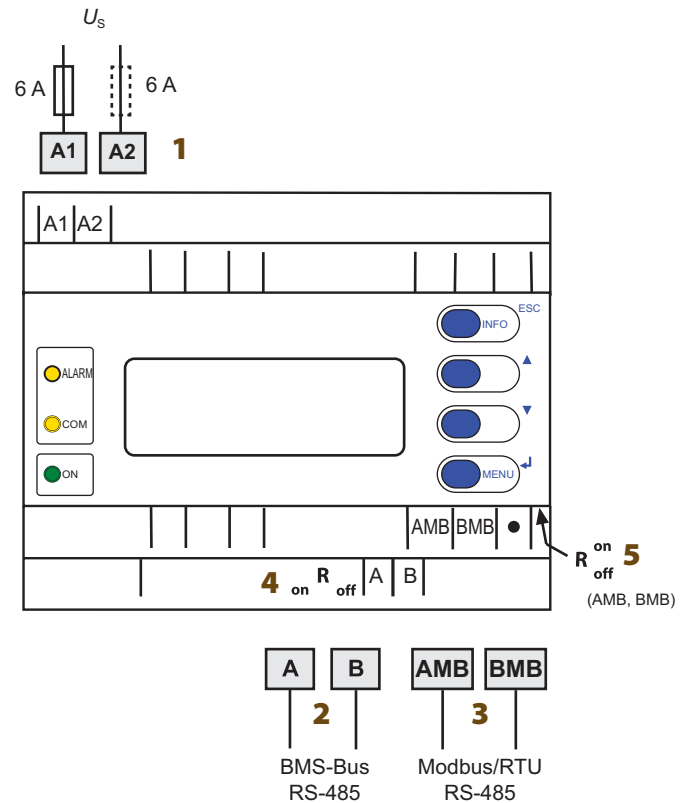 US
6 A
6 A
A1
A2
1
A1 A2
ESC
INFO
▲
ALARM
▼
COM
MENU
ON
AMB BMB ●
R on off 5
(AMB, BMB)
4 on R off A B
A
B
AMB
BMB
2
3
BMS-Bus
RS-485
Modbus/RTU
RS-485